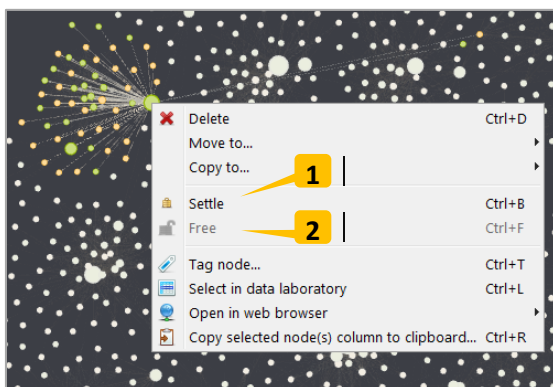 Delete Ctrl+D
Move to...
Copy to...
1
Settle Ctrl+B
Free Ctrl+F
2
Tag node... Ctrl+T
Select in data laboratory Ctrl+L
Open in web browser
Copy selected node(s) column to clipboard... Ctrl+R